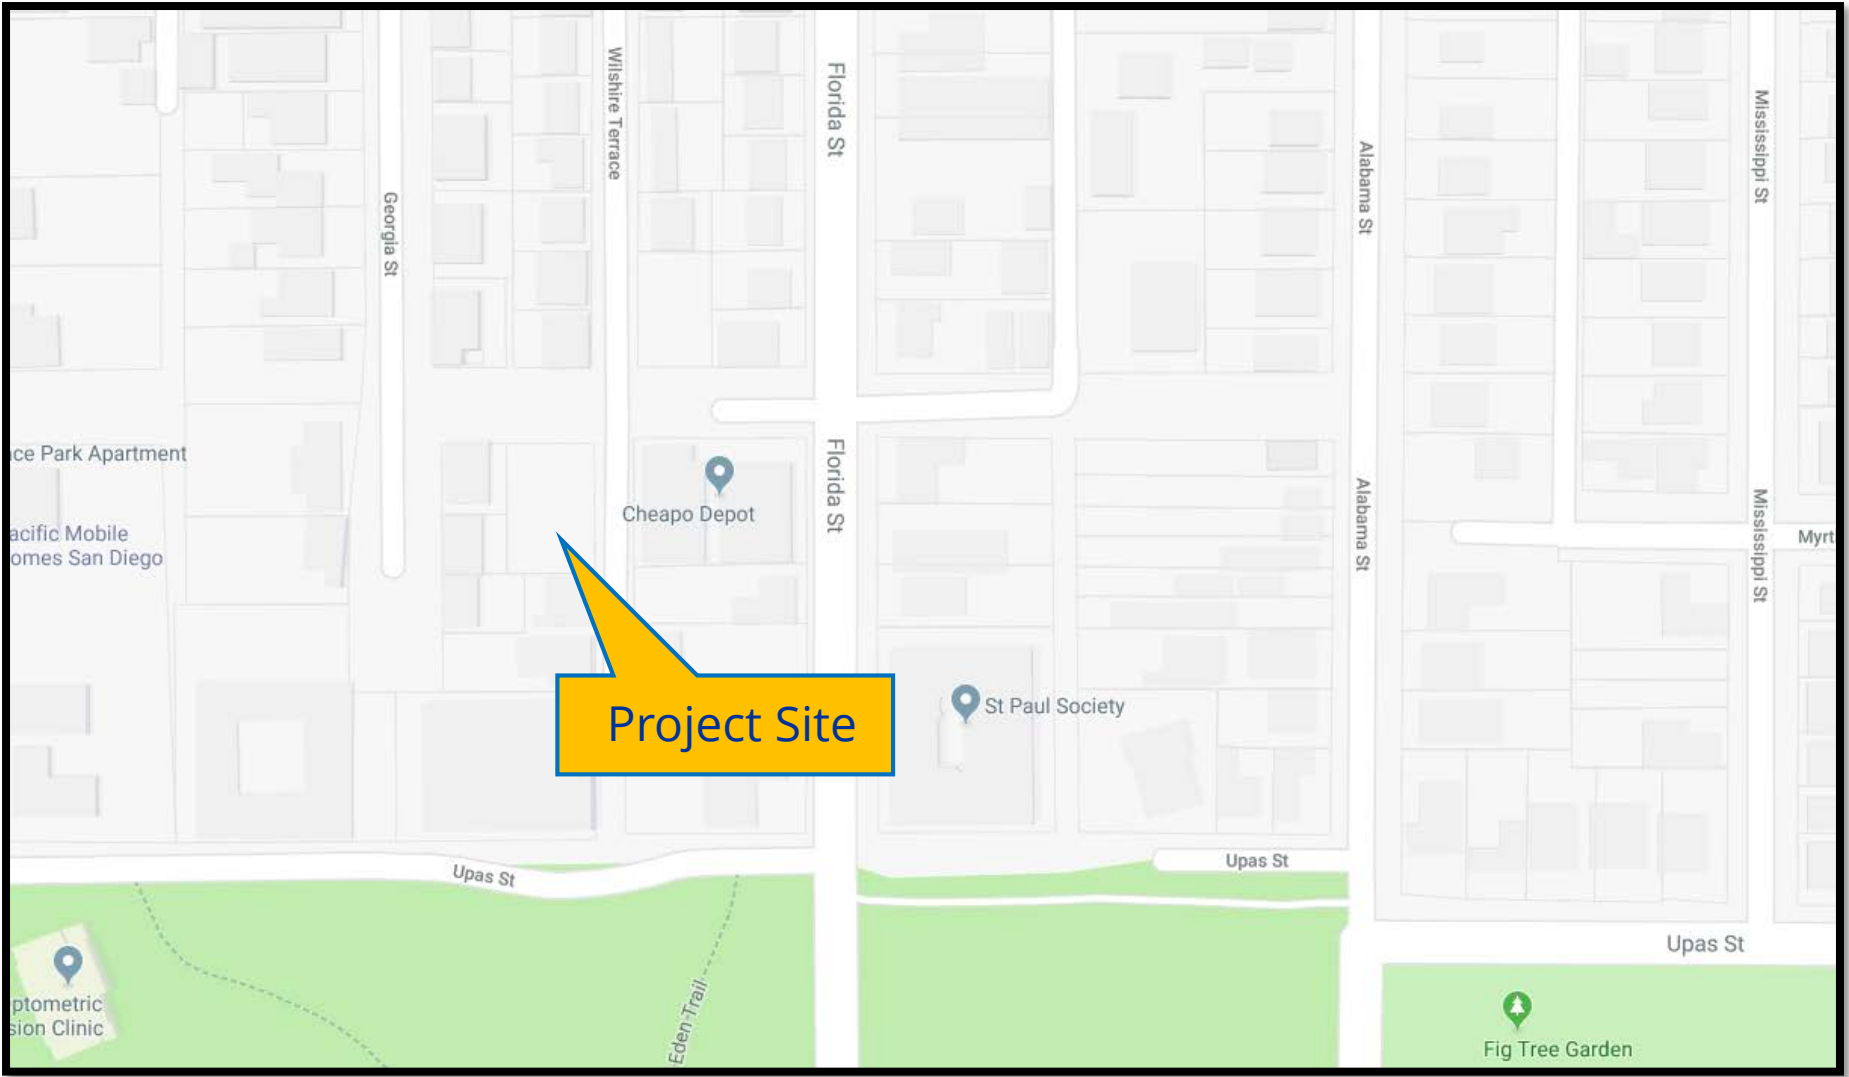 Wilshire Terrace
Florida St
Mississippi St
Alabama St
Georgia St
ce Park Apartment
Florida St
Cheapo Depot
Alabama St
Mississippi St
acific Mobile
omes San Diego
Myrt
Project Site
St Paul Society
Upas St
Upas St
Upas St
ptometric
sion Clinic
Eden-Trail
Fig Tree Garden